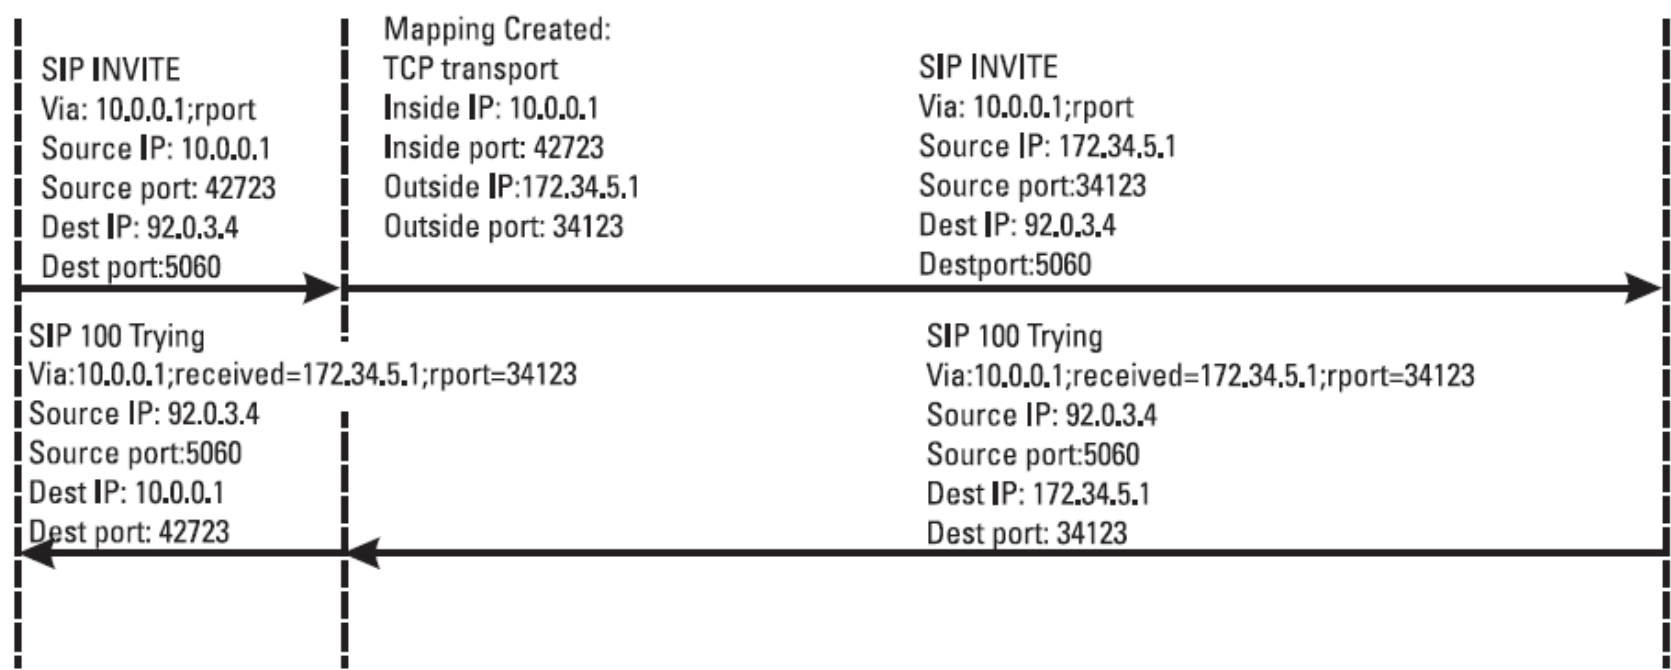 SIP INVITE
Via: 10.0.0.1;rport
Source IP: 10.0.0.1
Source port: 42723
Dest IP: 92.0.3.4
Dest port:5060
Mapping Created:
TCP transport
Inside IP: 10.0.0.1
Inside port: 42723
Outside IP:172.34.5.1
Outside port: 34123
SIP INVITE
Via: 10.0.0.1;rport
Source IP: 172.34.5.1
Source port:34123
Dest IP: 92.0.3.4
Destport:5060
SIP 100 Trying
Via:10.0.0.1;received=172.34.5.1;rport=34123
Source IP: 92.0.3.4
Source port:5060
Dest IP: 10.0.0.1
Dest port: 42723
SIP 100 Trying
Via:10.0.0.1;received=172.34.5.1;rport=34123
Source IP: 92.0.3.4
Source port:5060
Dest IP: 172.34.5.1
Dest port: 34123